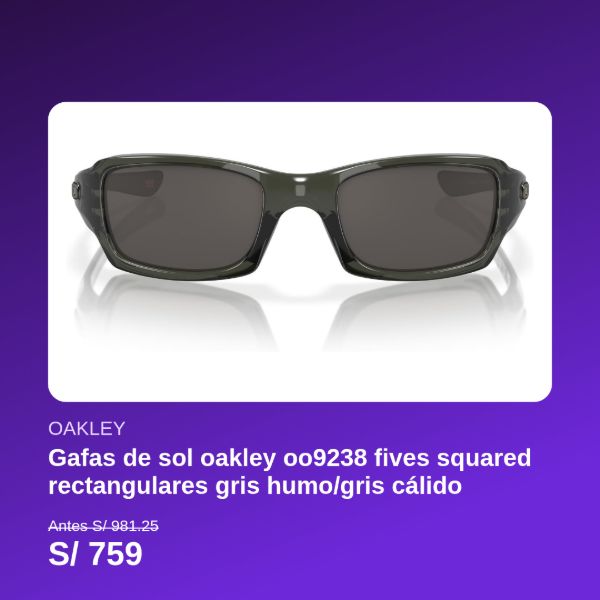 OAKLEY
Gafas de sol oakley oo9238 fives squared
rectangulares gris humo/gris cálido
Antes S/ 981.25
S/ 759